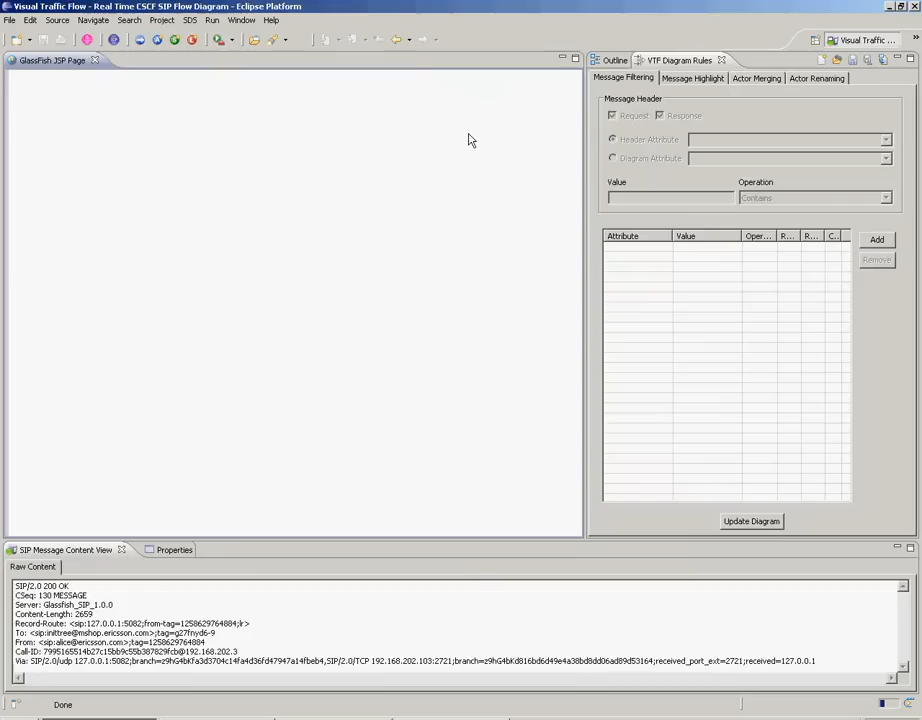 Visual Traffic Flow - Real Time CSCF SIP Flow Diagram - Eclipse Platform
File Edit Source Navigate Search Project SDS Run Window Help
Visual Traffic ...
GlassFish JSP Page
Outline VTF Diagram Rules
Message Filtering Message Highlight Actor Merging Actor Renaming
Message Header
Request Response
Header Attribute
Diagram Attribute
Value Operation
Contains
Attribute Value Oper... R... R... C..
Add
Remove
Update Diagram
SIP Message Content View Properties
Raw Content
SIP/2.0 200 OK
CSeq: 130 MESSAGE
Server: Glassfish_SIP_1.0.0
Content-Length: 2659
Record-Route: <sip:127.0.0.1:5082;from-tag=1258629764884;lr>
To: <sip:inittree@mshop.ericsson.com>;tag=g27fnyd6-9
From: <sip:alice@ericsson.com>;tag=1258629764884
Call-ID: 7995165514b27c15bb9c55b387829fcb@192.168.202.3
Via: SIP/2.0/udp 127.0.0.1:5082;branch=z9hG4bKfa3d3704c14fa4d36fd47947a14fbeb4,SIP/2.0/TCP 192.168.202.103:2721;branch=z9hG4bKd816bd6d49e4a38bd8dd06ad89d53164;received_port_ext=2721;received=127.0.0.1
Done